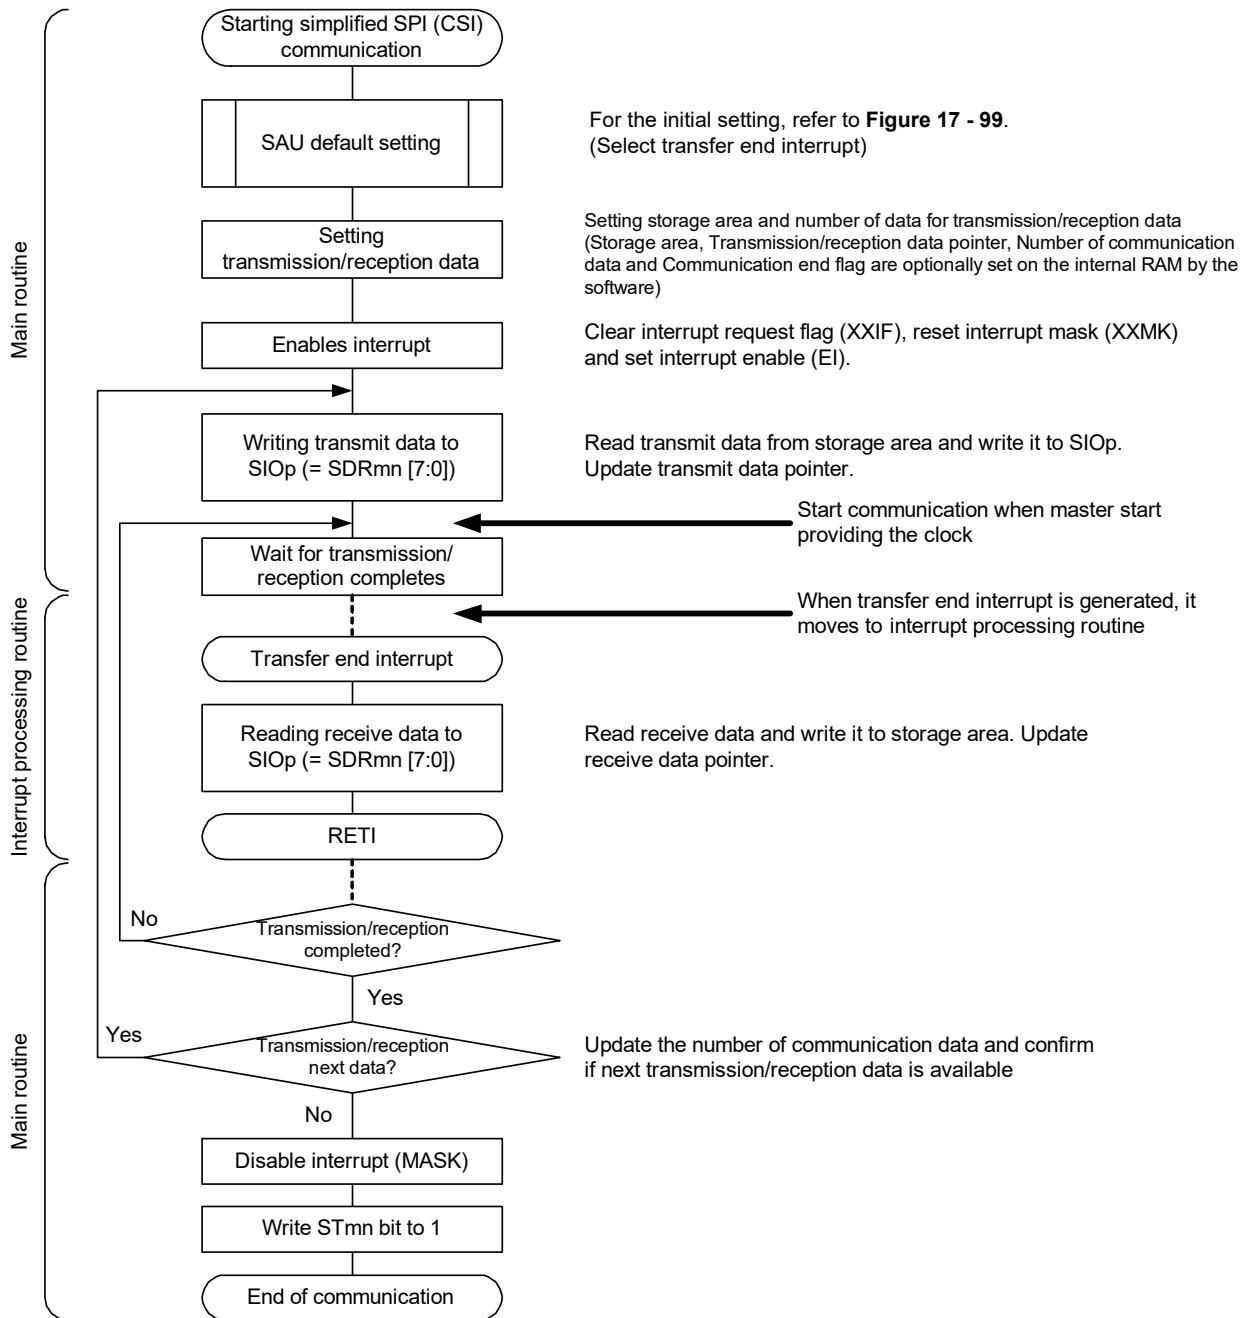 Starting simplified SPI (CSI)
communication
SAU default setting
For the initial setting, refer to Figure 17 - 99.
(Select transfer end interrupt)
Setting
transmission/reception data
Setting storage area and number of data for transmission/reception data
(Storage area, Transmission/reception data pointer, Number of communication
data and Communication end flag are optionally set on the internal RAM by the
software)
Main routine
Enables interrupt
Clear interrupt request flag (XXIF), reset interrupt mask (XXMK)
and set interrupt enable (EI).
Writing transmit data to
SIOp (= SDRmn [7:0])
Read transmit data from storage area and write it to SIOp.
Update transmit data pointer.
Start communication when master start
providing the clock
Wait for transmission/
reception completes
When transfer end interrupt is generated, it
moves to interrupt processing routine
Transfer end interrupt
Interrupt processing routine
Reading receive data to
SIOp (= SDRmn [7:0])
Read receive data and write it to storage area. Update
receive data pointer.
RETI
No
Transmission/reception
completed?
Yes
Yes
Transmission/reception
next data?
Update the number of communication data and confirm
if next transmission/reception data is available
No
Main routine
Disable interrupt (MASK)
Write STmn bit to 1
End of communication